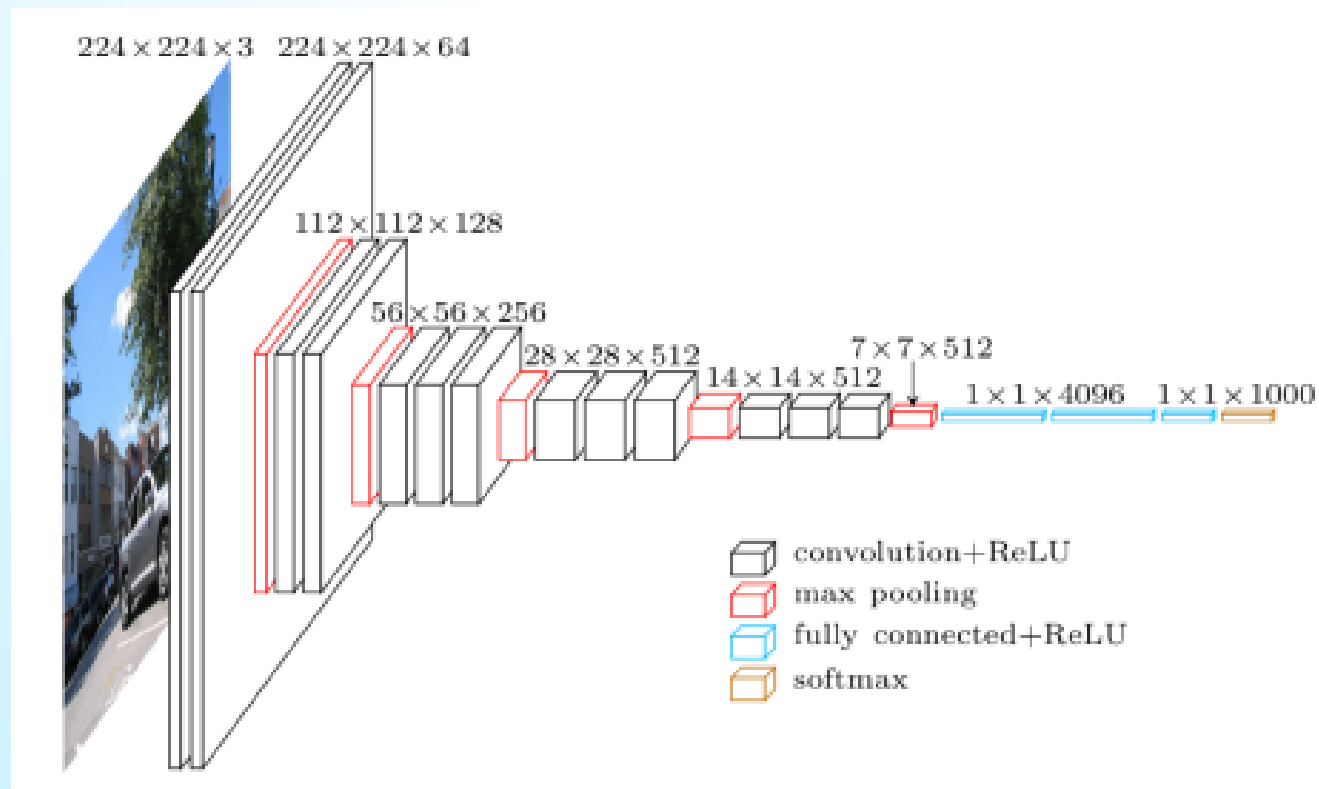 224×224×3
224×224×64
112×112×128
56×56×256
28×28×512
14×14×512
7×7×512
1×1×4096
1×1×1000
convolution+ReLU
max pooling
fully connected+ReLU
softmax